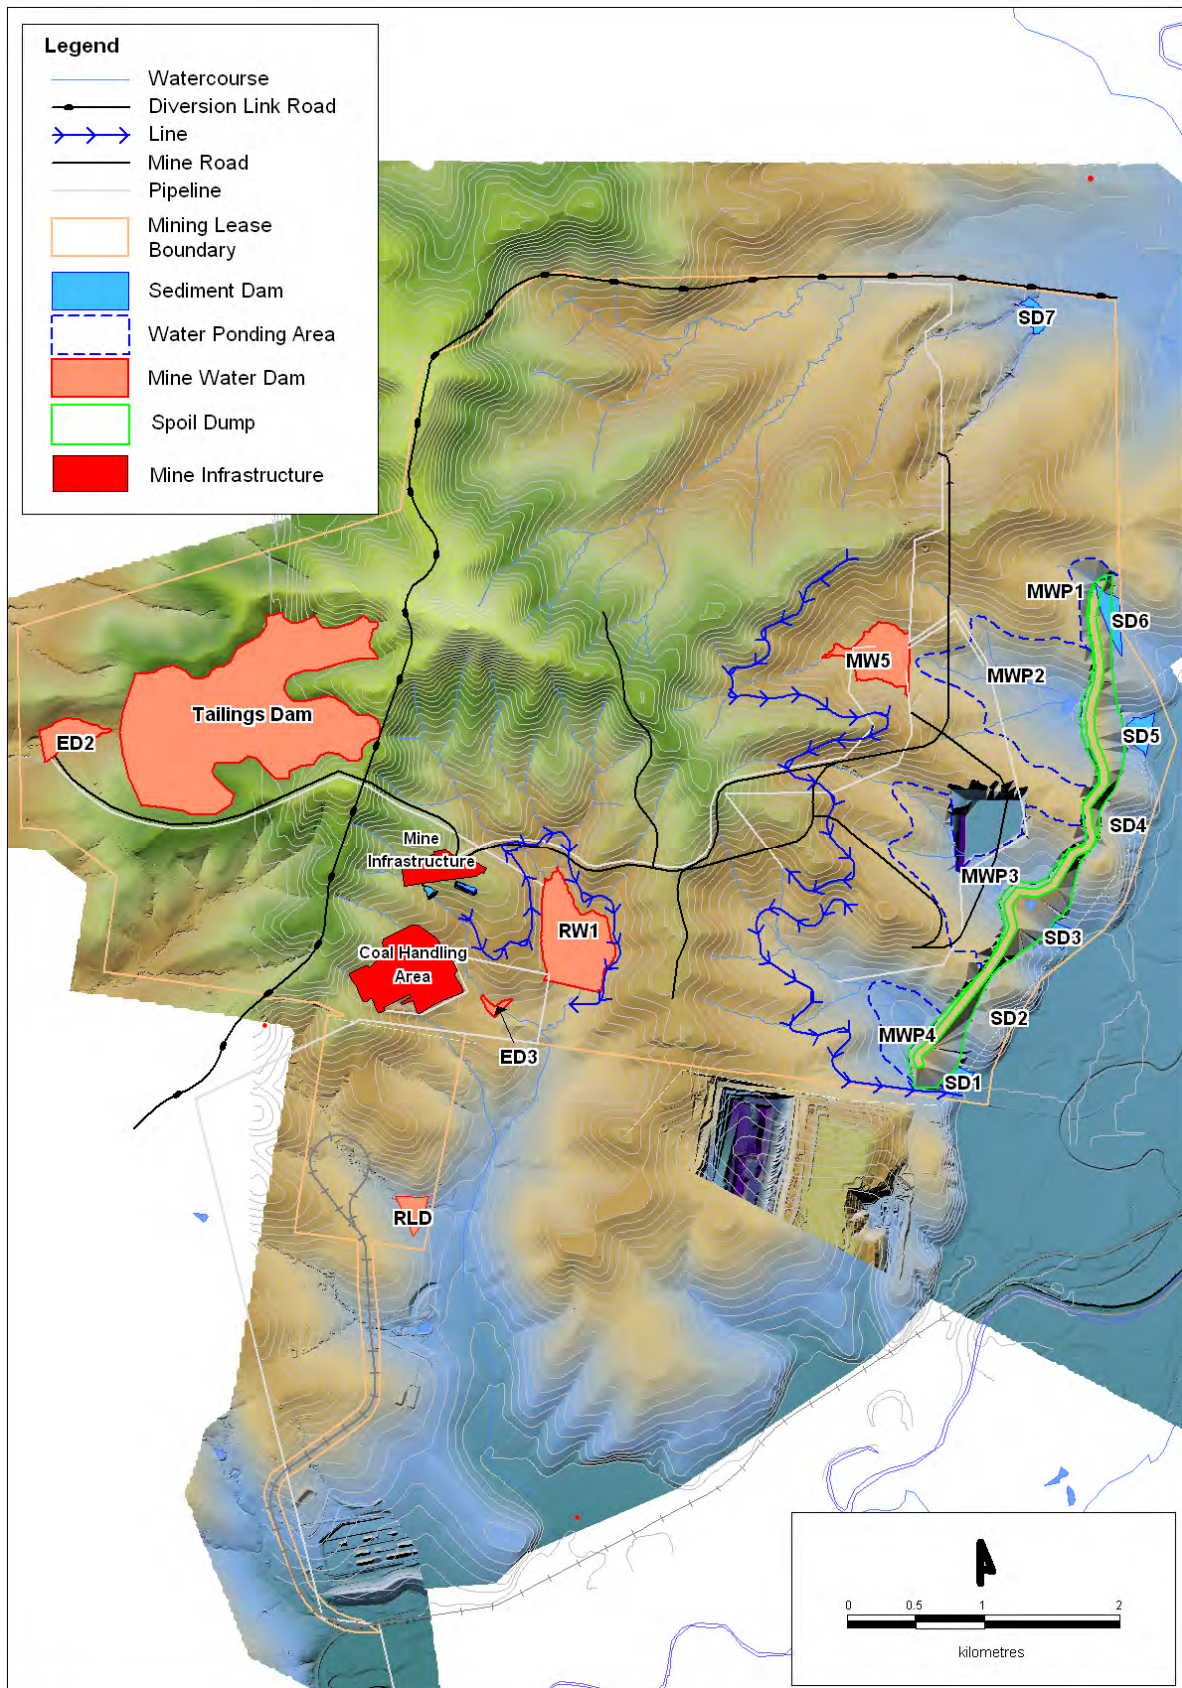 Legend
Watercourse
Diversion Link Road
Line
Mine Road
Pipeline
Mining Lease
Boundary
Sediment Dam
Water Ponding Area
Mine Water Dam
Spoil Dump
Mine Infrastructure
SD7
MWP1
SD6
MW5
MWP2
Tailings Dam
SD5
ED2
SD4
Mine
Infrastructure
MWP3
RW1
SD3
Coal Handling
Area
SD2
MWP4
ED3
SD1
RLD
0 0.5 1 2
kilometres